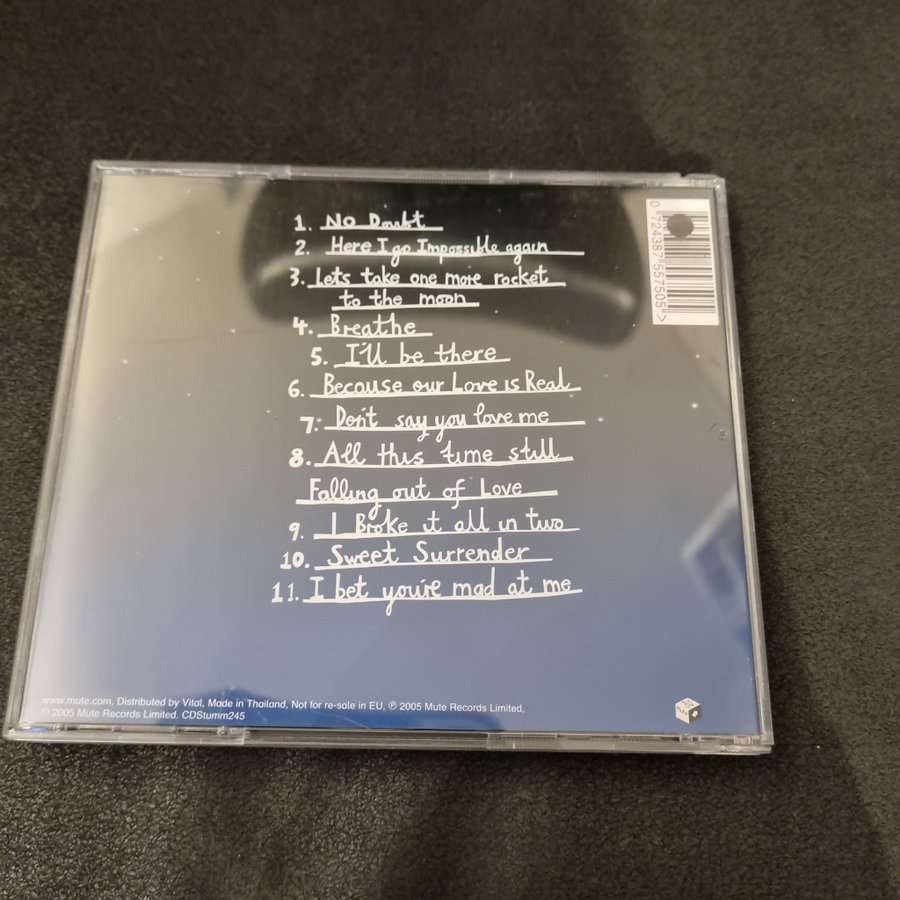 1. No Doubt
2. Here I go Impossible again
3. Lets take one more rocket
to the moon
4. Breathe
5. I'll be there
6. Because our Love is Real
7. Don't say you love me
8. All this time still
Falling out of Love
9. I Broke it all in two
10. Sweet Surrender
11. I bet you're mad at me
0 724387 557505 >
www.mute.com, Distributed by Vital, Made in Thailand, Not for re-sale in EU, ℗ 2005 Mute Records Limited,
© 2005 Mute Records Limited. CDStumm245